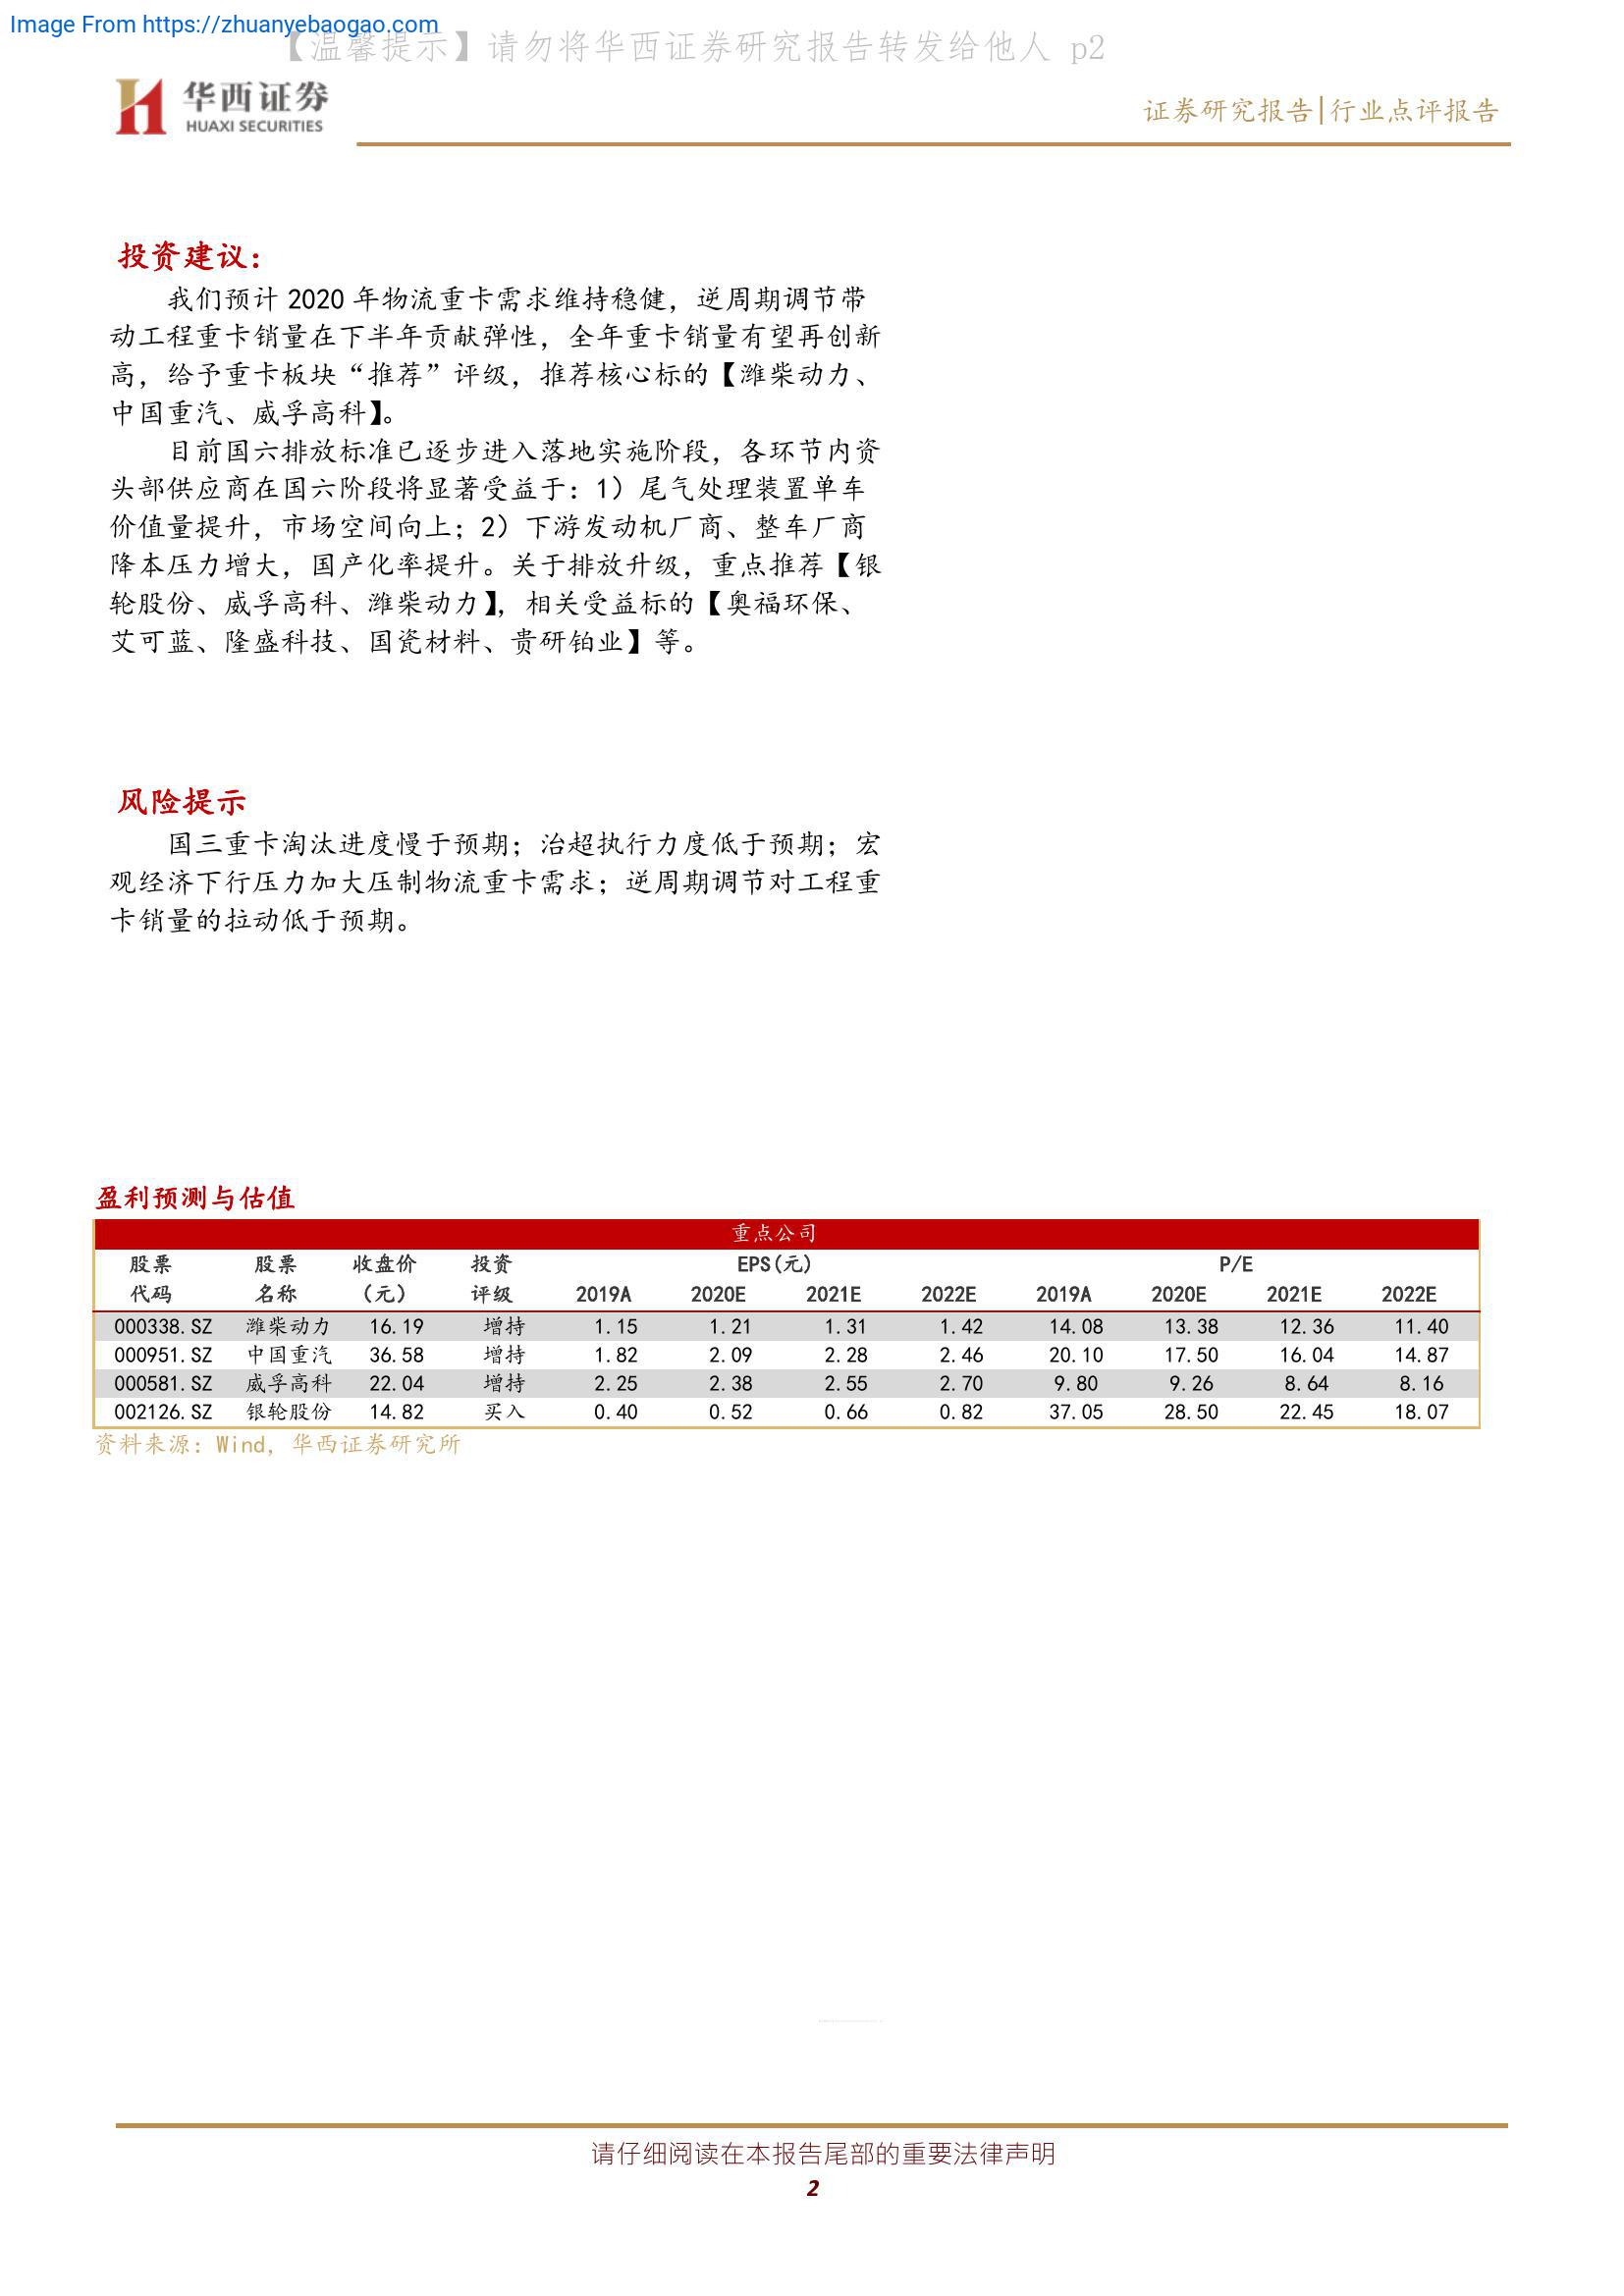 Image From https://zhuanyebaogao.com
【温馨提示】请勿将华西证券研究报告转发给他人 p2
华西证券
HUAXI SECURITIES
证券研究报告|行业点评报告
投资建议：
我们预计 2020 年物流重卡需求维持稳健，逆周期调节带
动工程重卡销量在下半年贡献弹性，全年重卡销量有望再创新
高，给予重卡板块“推荐”评级，推荐核心标的【潍柴动力、
中国重汽、威孚高科】。
目前国六排放标准已逐步进入落地实施阶段，各环节内资
头部供应商在国六阶段将显著受益于：1）尾气处理装置单车
价值量提升，市场空间向上；2）下游发动机厂商、整车厂商
降本压力增大，国产化率提升。关于排放升级，重点推荐【银
轮股份、威孚高科、潍柴动力】，相关受益标的【奥福环保、
艾可蓝、隆盛科技、国瓷材料、贵研铂业】等。
风险提示
国三重卡淘汰进度慢于预期；治超执行力度低于预期；宏
观经济下行压力加大压制物流重卡需求；逆周期调节对工程重
卡销量的拉动低于预期。
盈利预测与估值
重点公司
股票 股票 收盘价 投资 EPS(元) P/E
代码 名称 （元） 评级 2019A 2020E 2021E 2022E 2019A 2020E 2021E 2022E
000338.SZ 潍柴动力 16.19 增持 1.15 1.21 1.31 1.42 14.08 13.38 12.36 11.40
000951.SZ 中国重汽 36.58 增持 1.82 2.09 2.28 2.46 20.10 17.50 16.04 14.87
000581.SZ 威孚高科 22.04 增持 2.25 2.38 2.55 2.70 9.80 9.26 8.64 8.16
002126.SZ 银轮股份 14.82 买入 0.40 0.52 0.66 0.82 37.05 28.50 22.45 18.07
资料来源：Wind，华西证券研究所
请仔细阅读在本报告尾部的重要法律声明
2